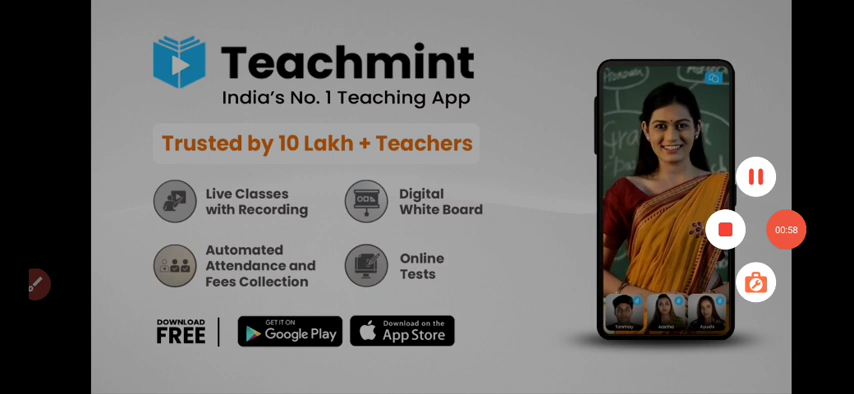 Teachmint
India's No. 1 Teaching App
Trusted by 10 Lakh + Teachers
Live Classes
with Recording
Digital
White Board
Automated
Attendance and
Fees Collection
Online
Tests
DOWNLOAD
FREE
GET IT ON
Google Play
Download on the
App Store
00:58